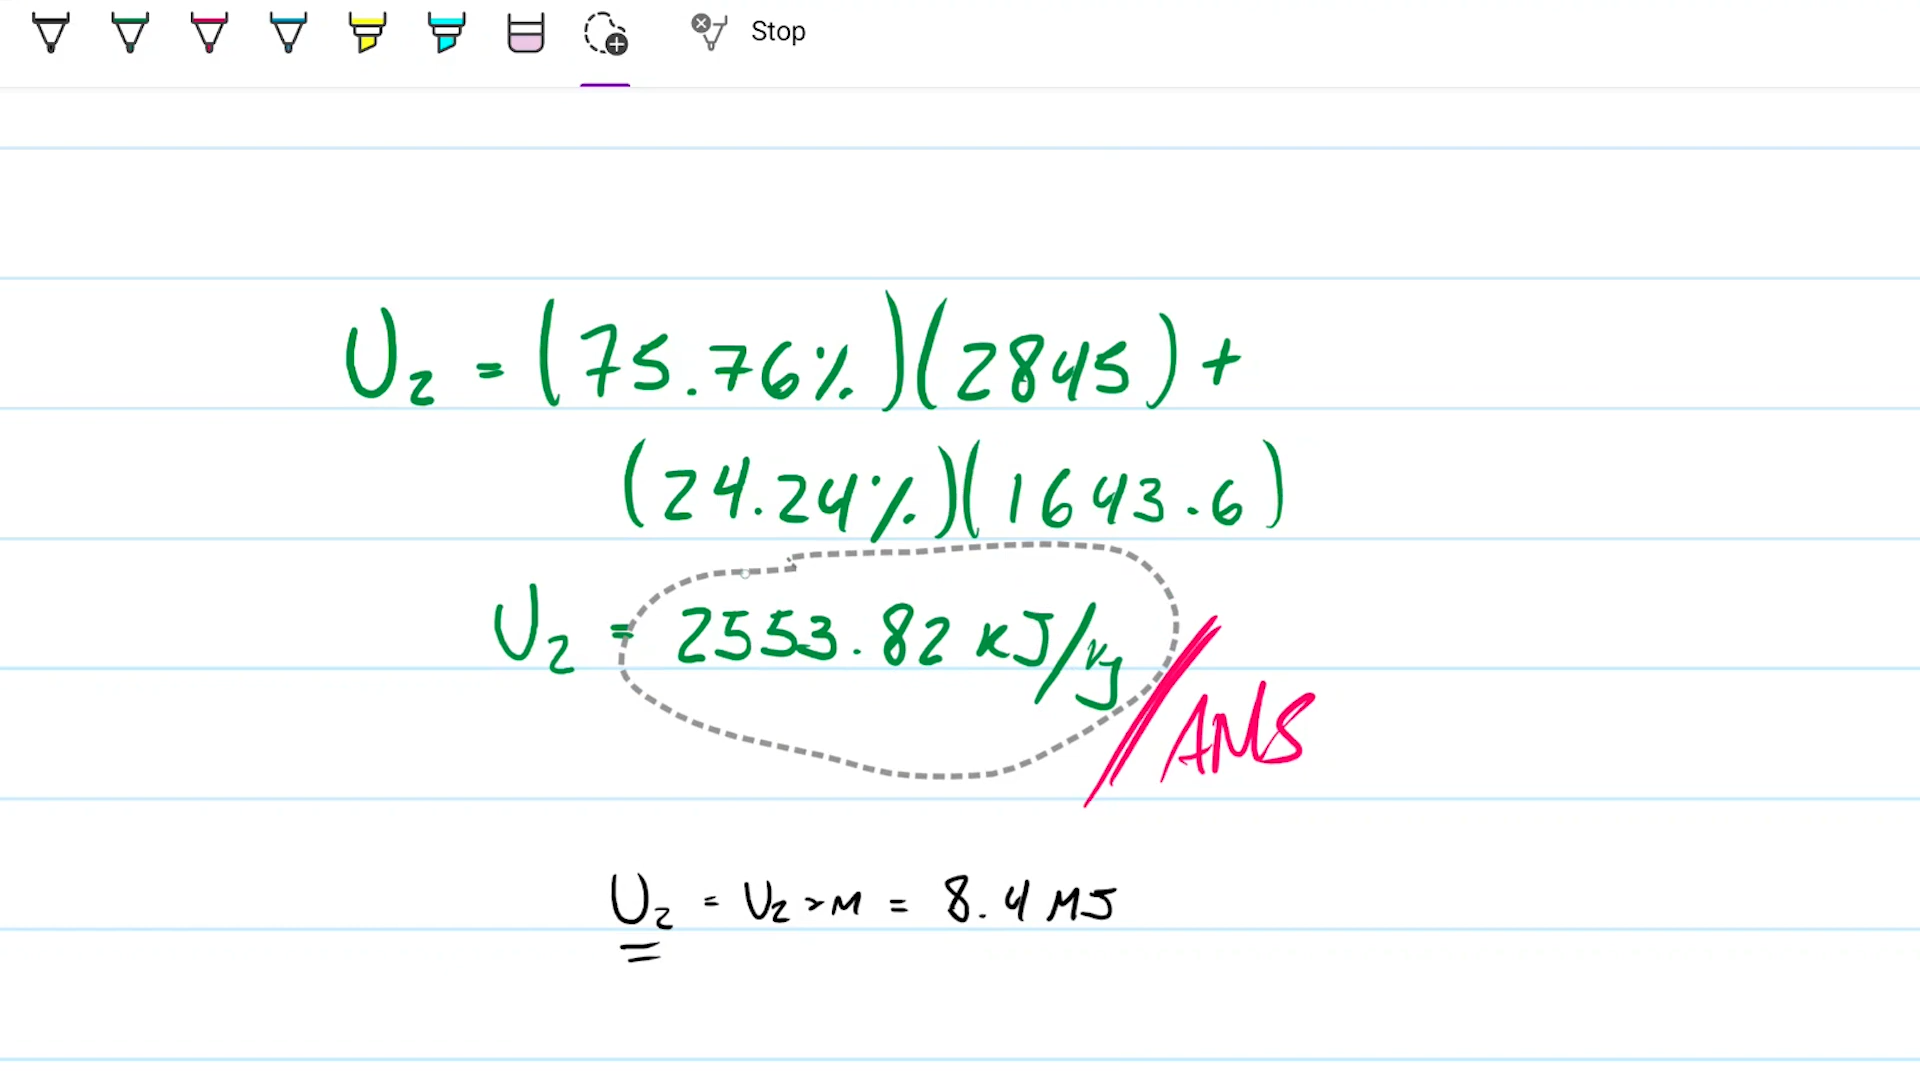 Stop
U₂ = (75.76%)(2845) +
(24.24%)(1643.6)
U₂ = 2553.82 kJ/kg
ANS
U₂ = U₂ × M = 8.4 MJ